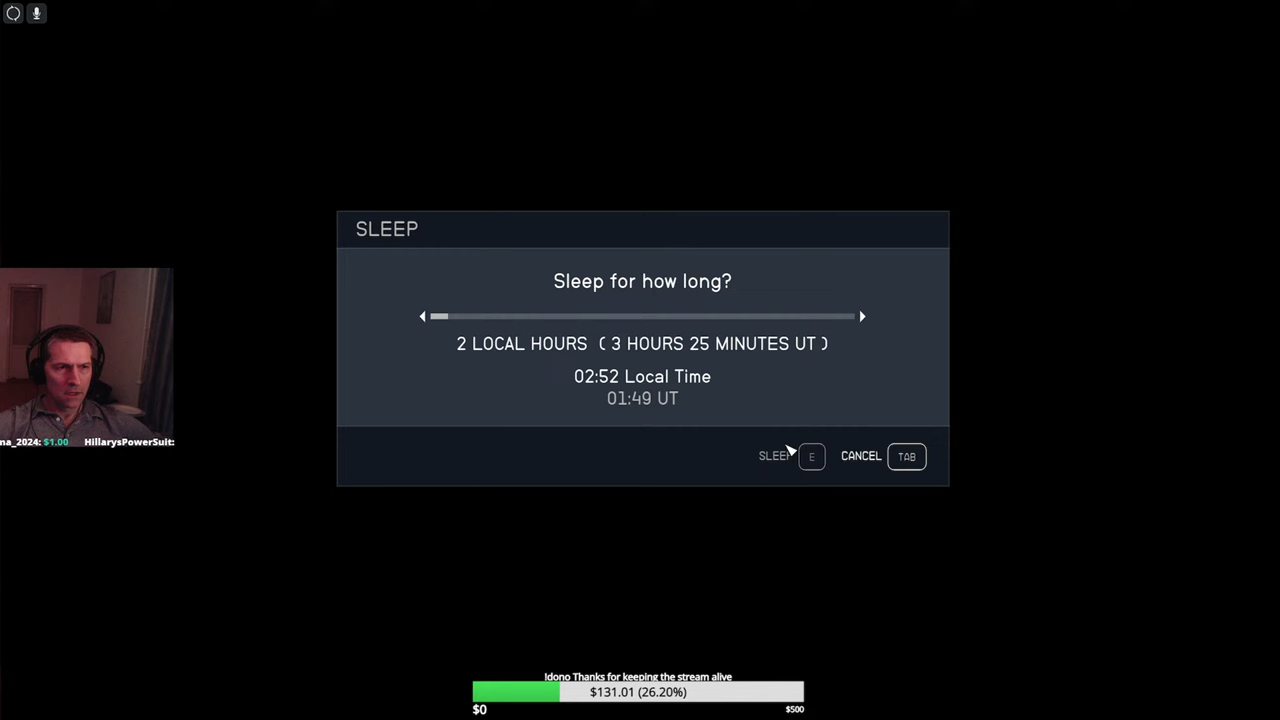 SLEEP
Sleep for how long?
2 LOCAL HOURS ( 3 HOURS 25 MINUTES UT )
02:52 Local Time
01:49 UT
SLEEP E CANCEL TAB
ma_2024: $1.00 HillarysPowerSuit:
!dono Thanks for keeping the stream alive
$131.01 (26.20%)
$0 $500